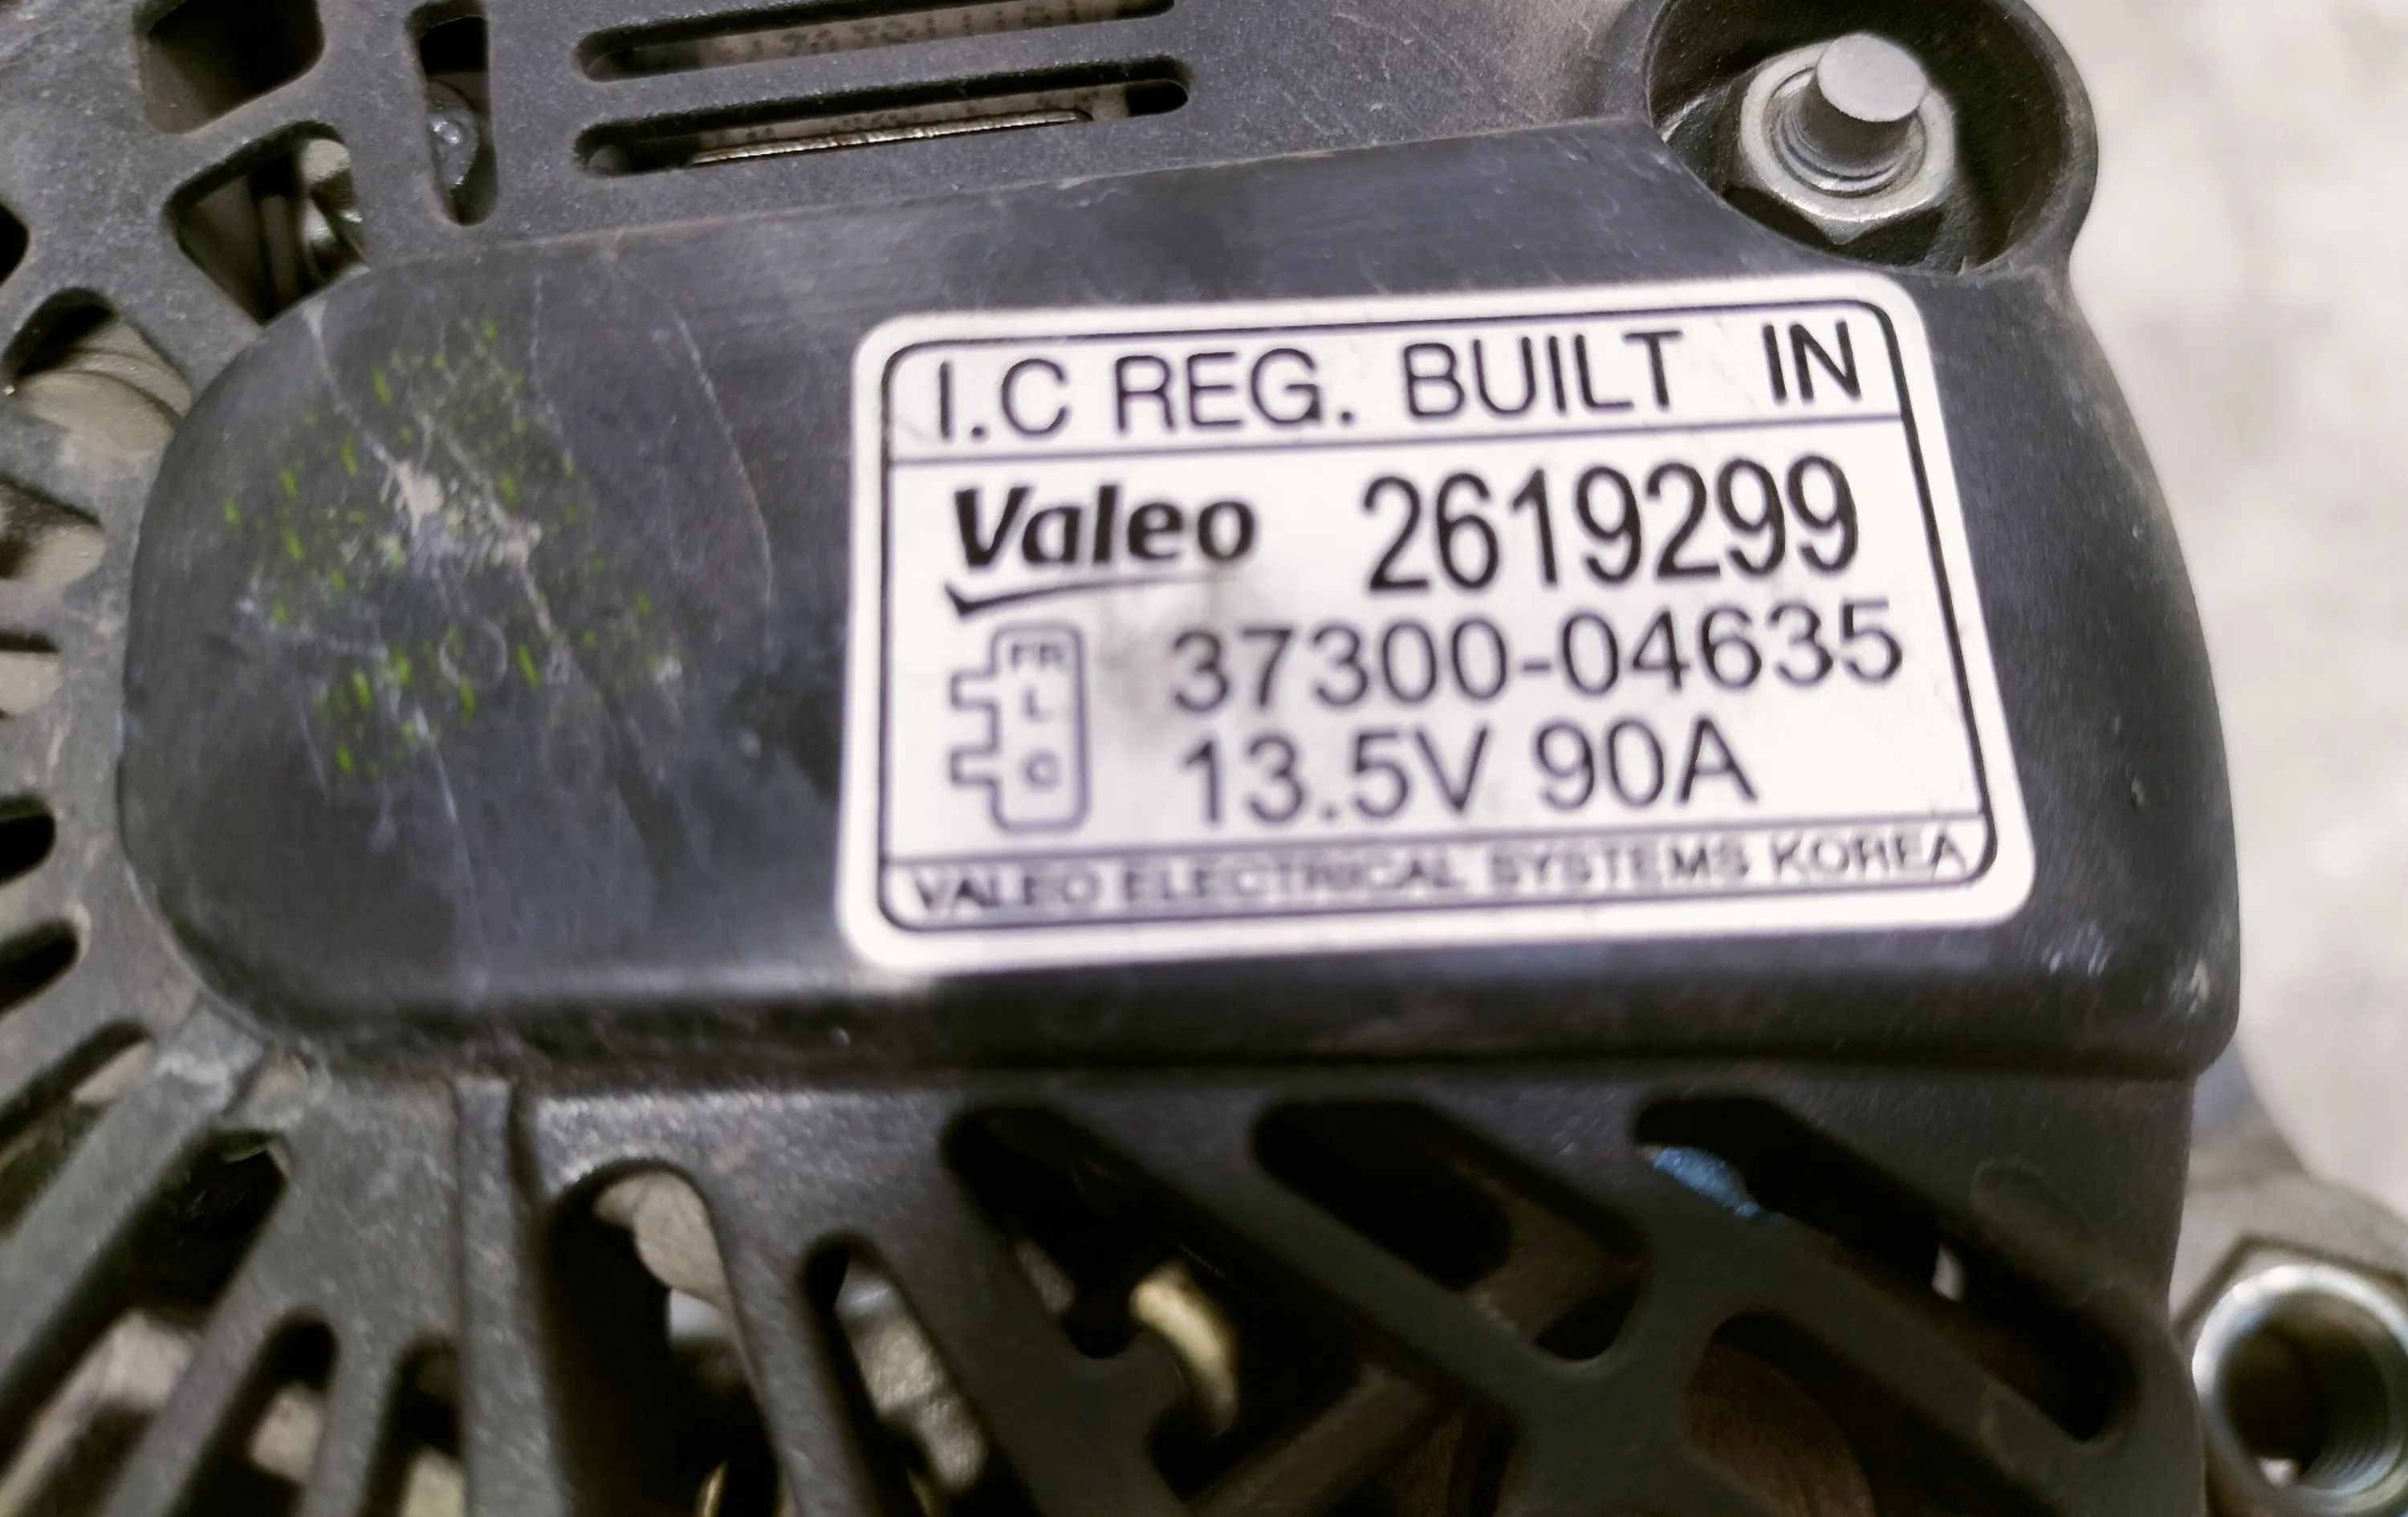 I.C REG. BUILT IN
Valeo 2619299
FR
37300-04635
L
13.5V 90A
C
VALEO ELECTRICAL SYSTEMS KOREA